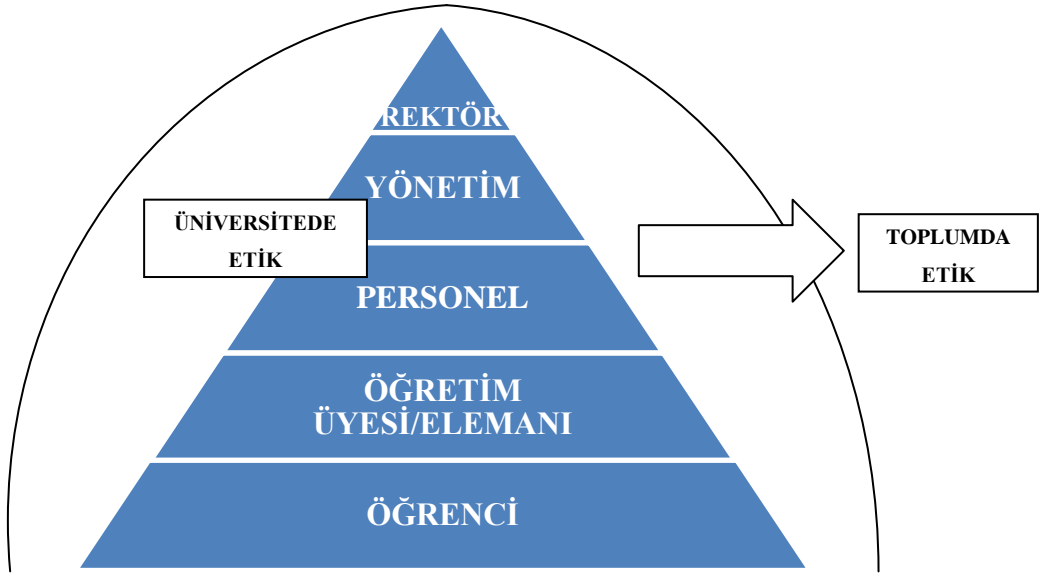 REKTÖR
YÖNETİM
ÜNİVERSİTEDE
ETİK
TOPLUMDA
ETİK
PERSONEL
ÖĞRETİM
ÜYESİ/ELEMANI
ÖĞRENCİ